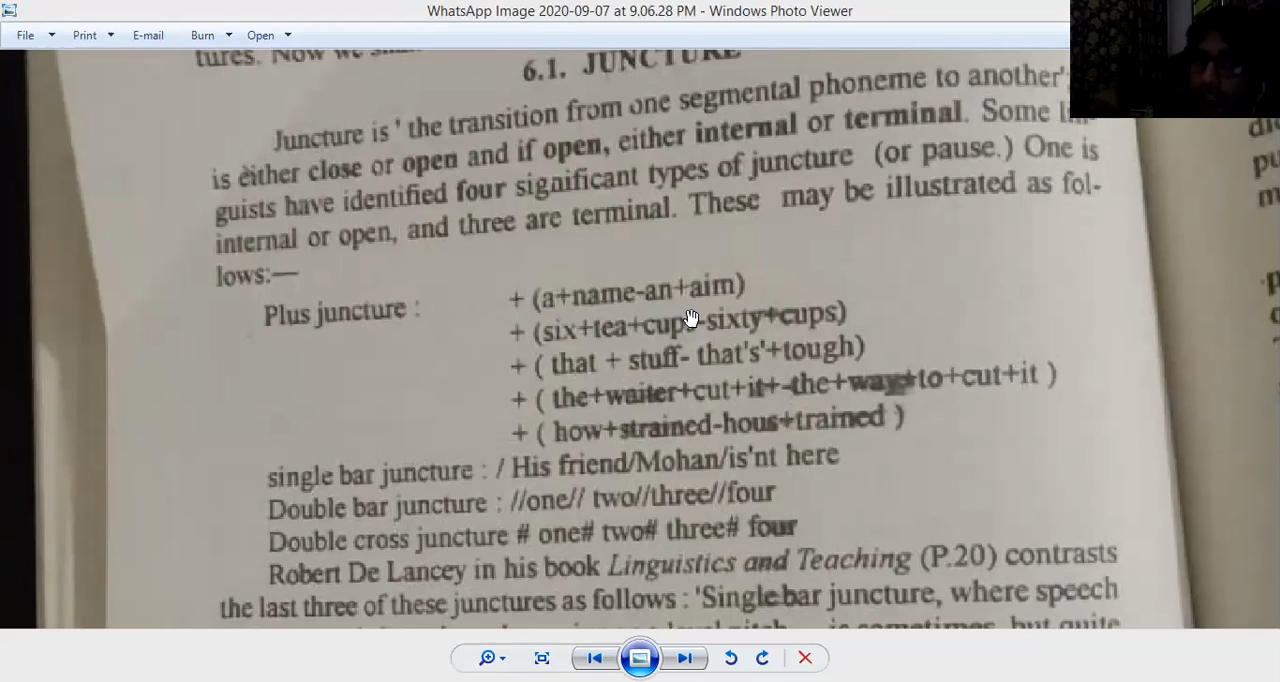 WhatsApp Image 2020-09-07 at 9.06.28 PM - Windows Photo Viewer
File Print E-mail Burn Open
tures. Now we
6.1. JUNCTURE
Juncture is ' the transition from one segmental phoneme to another'
is either close or open and if open, either internal or terminal. Some lin-
guists have identified four significant types of juncture (or pause.) One is
internal or open, and three are terminal. These may be illustrated as fol-
lows:—
Plus juncture : + (a+name-an+aim)
+ (six+tea+cups-sixty+cups)
+ ( that + stuff- that's'+tough)
+ ( the+waiter+cut+it+-the+way+to+cut+it )
+ ( how+strained-hous+trained )
single bar juncture : / His friend/Mohan/is'nt here
Double bar juncture : //one// two//three//four
Double cross juncture # one# two# three# four
Robert De Lancey in his book Linguistics and Teaching (P.20) contrasts
the last three of these junctures as follows : 'Single bar juncture, where speech